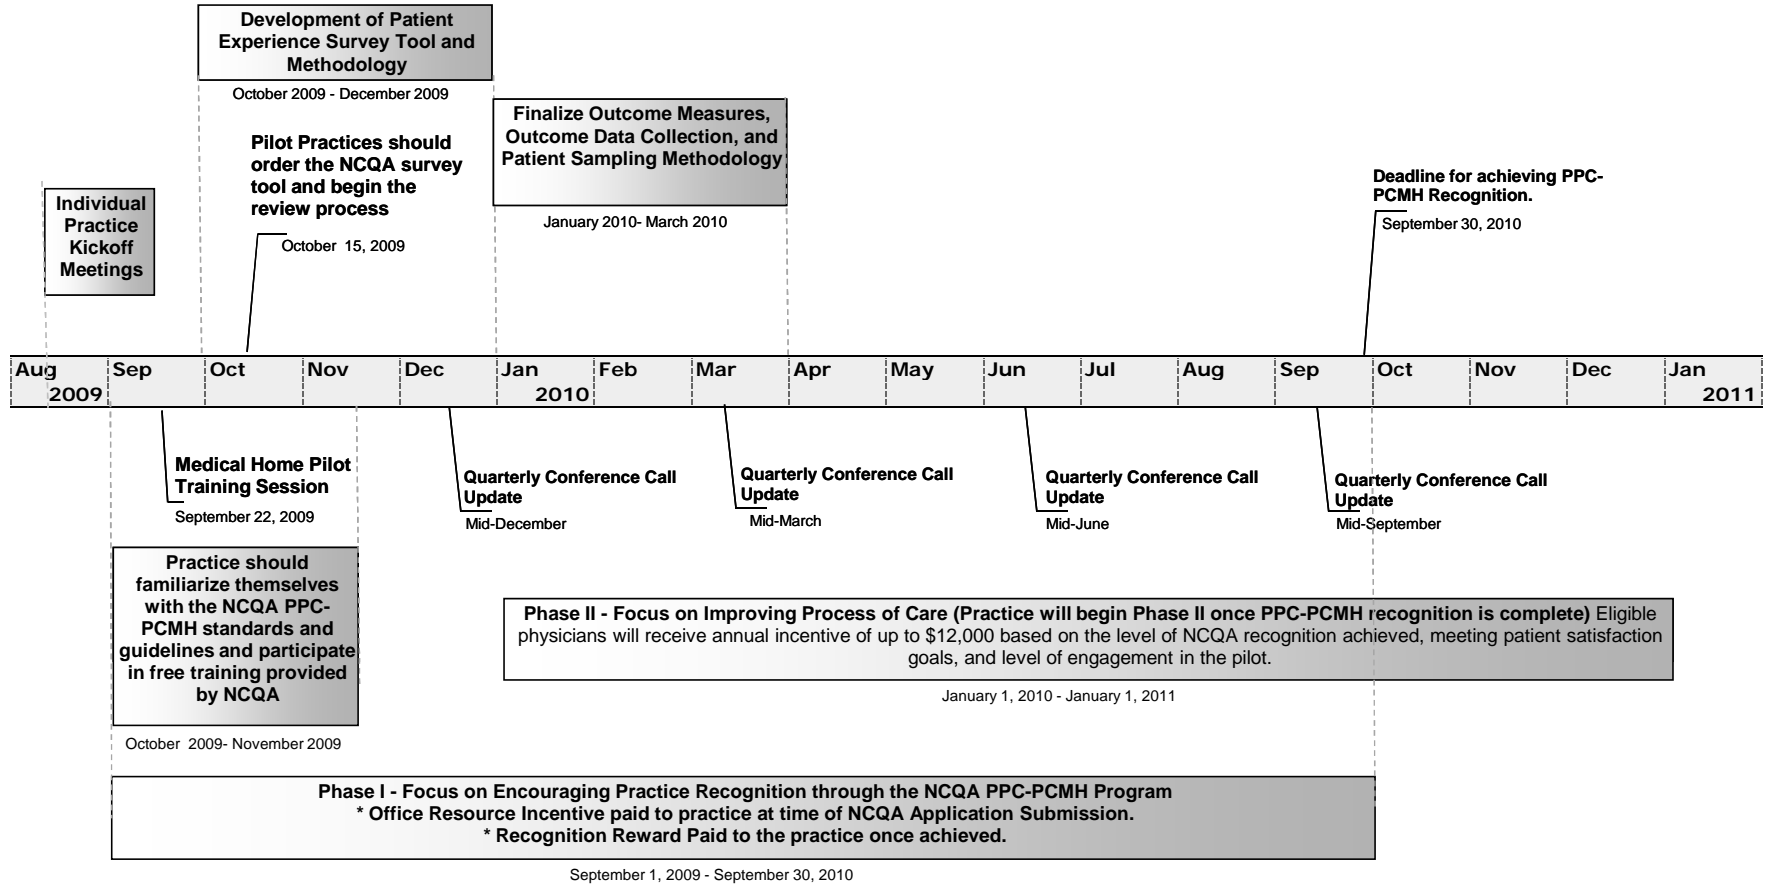 Development of Patient
Experience Survey Tool and
Methodology
October 2009 - December 2009
Finalize Outcome Measures,
Outcome Data Collection, and
Patient Sampling Methodology
January 2010- March 2010
Pilot Practices should
order the NCQA survey
tool and begin the
review process
October 15, 2009
Individual
Practice
Kickoff
Meetings
Deadline for achieving PPC-
PCMH Recognition.
September 30, 2010
Aug Sep Oct Nov Dec Jan Feb Mar Apr May Jun Jul Aug Sep Oct Nov Dec Jan
2009 2010 2011
Medical Home Pilot
Training Session
September 22, 2009
Quarterly Conference Call
Update
Mid-December
Quarterly Conference Call
Update
Mid-March
Quarterly Conference Call
Update
Mid-June
Quarterly Conference Call
Update
Mid-September
Practice should
familiarize themselves
with the NCQA PPC-
PCMH standards and
guidelines and participate
in free training provided
by NCQA
October 2009- November 2009
Phase II - Focus on Improving Process of Care (Practice will begin Phase II once PPC-PCMH recognition is complete) Eligible
physicians will receive annual incentive of up to $12,000 based on the level of NCQA recognition achieved, meeting patient satisfaction
goals, and level of engagement in the pilot.
January 1, 2010 - January 1, 2011
Phase I - Focus on Encouraging Practice Recognition through the NCQA PPC-PCMH Program
* Office Resource Incentive paid to practice at time of NCQA Application Submission.
* Recognition Reward Paid to the practice once achieved.
September 1, 2009 - September 30, 2010